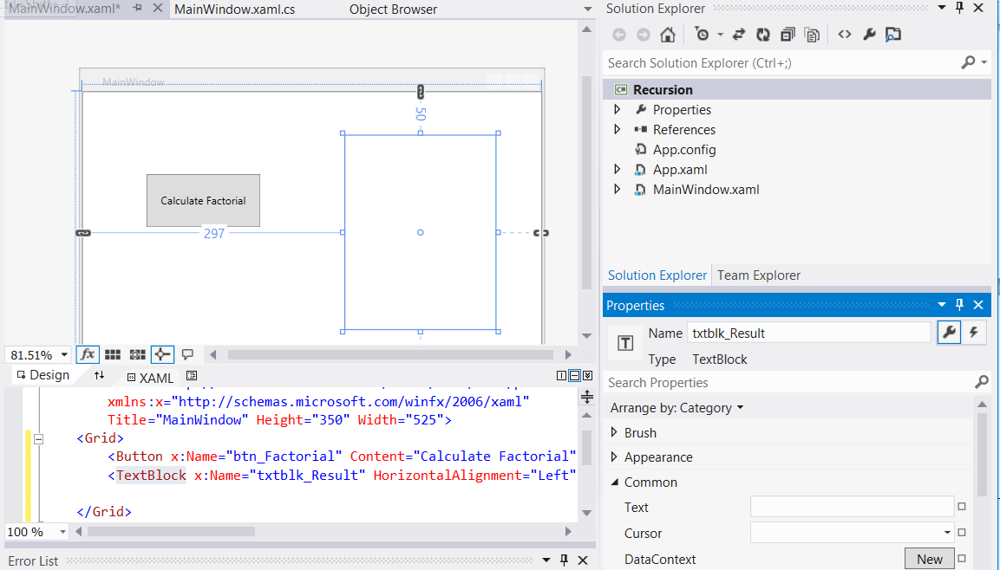 MainWindow.xaml*
MainWindow.xaml.cs
Object Browser
MainWindow
50
Calculate Factorial
297
81.51%
fx
Design
XAML
xmlns:x="http://schemas.microsoft.com/winfx/2006/xaml"
Title="MainWindow" Height="350" Width="525">
<Grid>
<Button x:Name="btn_Factorial" Content="Calculate Factorial"
<TextBlock x:Name="txtblk_Result" HorizontalAlignment="Left"
</Grid>
100 %
Error List
Solution Explorer
Search Solution Explorer (Ctrl+;)
C# Recursion
Properties
References
App.config
App.xaml
MainWindow.xaml
Solution Explorer Team Explorer
Properties
Name txtblk_Result
Type TextBlock
Search Properties
Arrange by: Category
Brush
Appearance
Common
Text
Cursor
DataContext New